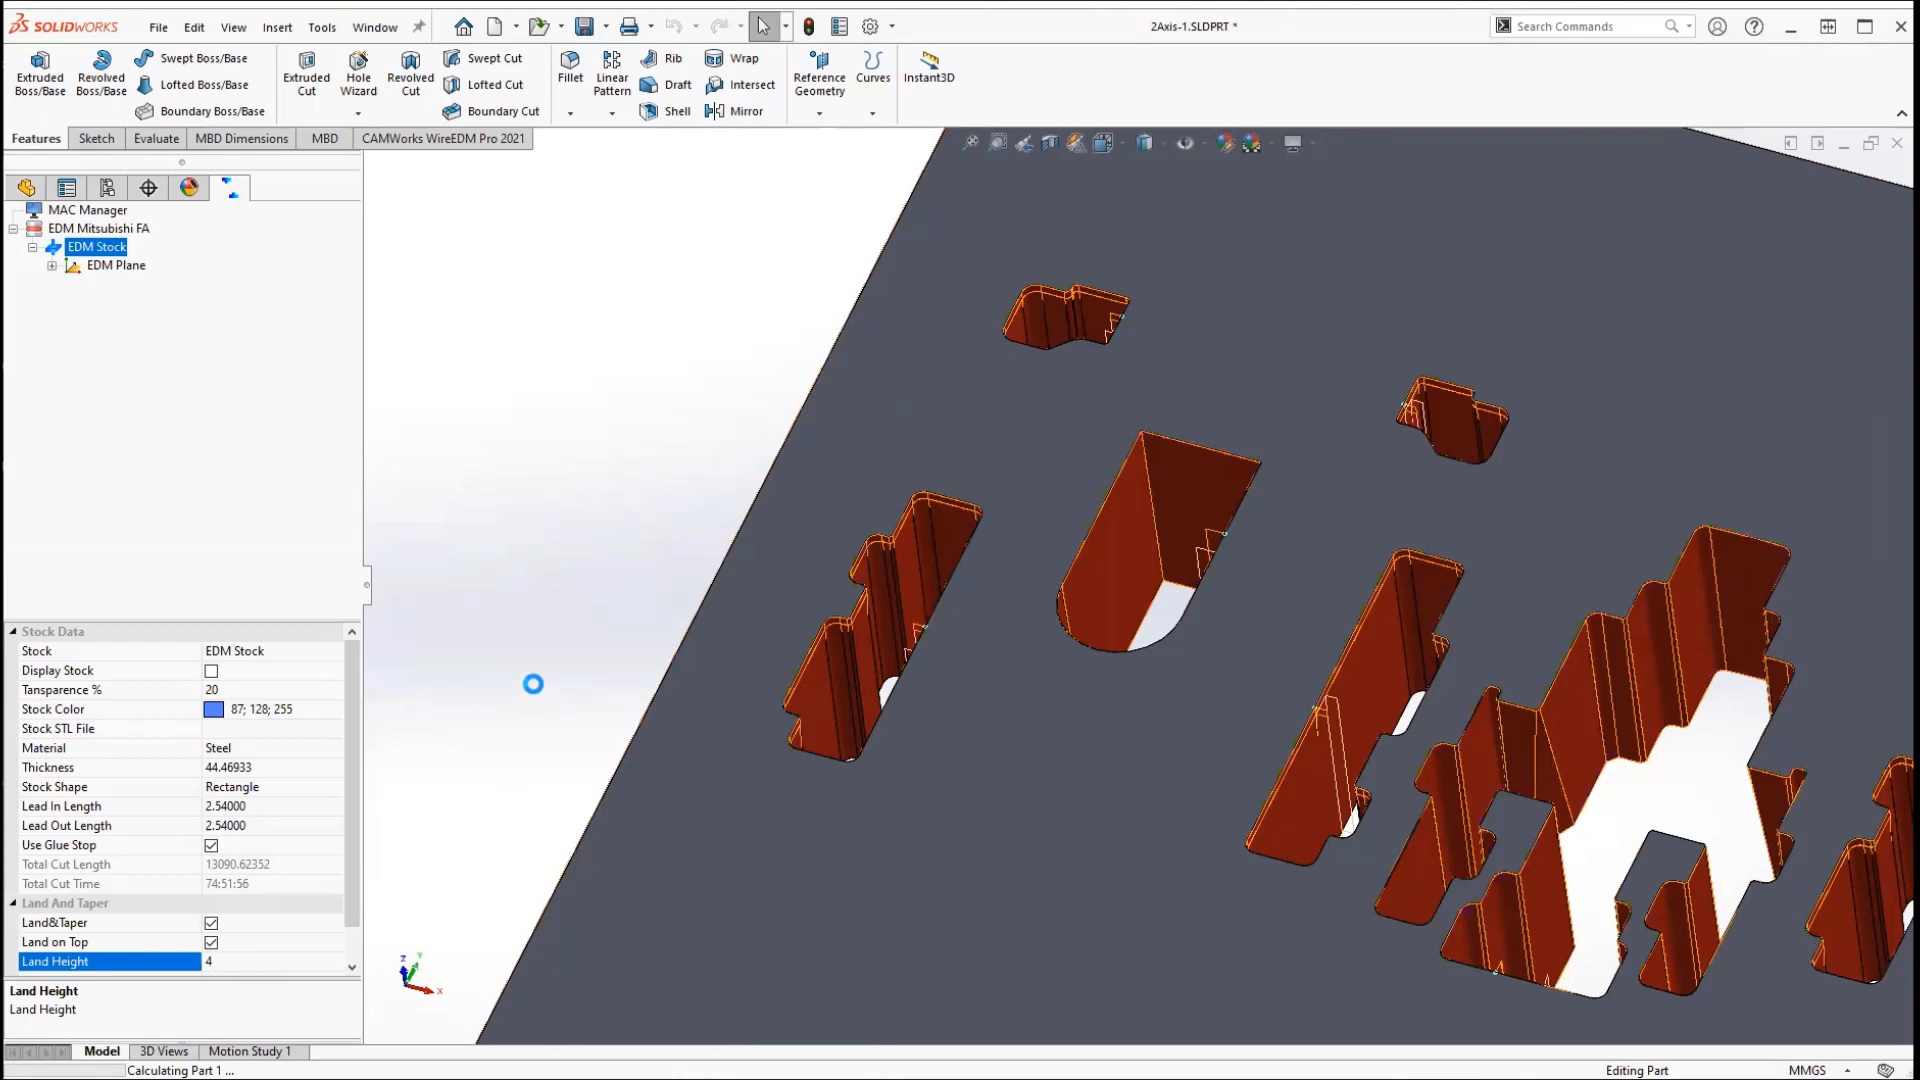 SOLIDWORKS File Edit View Insert Tools Window 2Axis-1.SLDPRT * Search Commands
Extruded Boss/Base
Revolved Boss/Base
Swept Boss/Base
Lofted Boss/Base
Boundary Boss/Base
Extruded Cut
Hole Wizard
Revolved Cut
Swept Cut
Lofted Cut
Boundary Cut
Fillet
Linear Pattern
Rib
Draft
Shell
Wrap
Intersect
Mirror
Reference Geometry
Curves
Instant3D
Features Sketch Evaluate MBD Dimensions MBD CAMWorks WireEDM Pro 2021
MAC Manager
EDM Mitsubishi FA
EDM Stock
EDM Plane
Stock Data
Stock EDM Stock
Display Stock
Tansparence % 20
Stock Color 87; 128; 255
Stock STL File
Material Steel
Thickness 44.46933
Stock Shape Rectangle
Lead In Length 2.54000
Lead Out Length 2.54000
Use Glue Stop
Total Cut Length 13090.62352
Total Cut Time 74:51:56
Land And Taper
Land&Taper
Land on Top
Land Height 4
Land Height
Land Height
z Y x
Model 3D Views Motion Study 1
Calculating Part 1 ... Editing Part MMGS